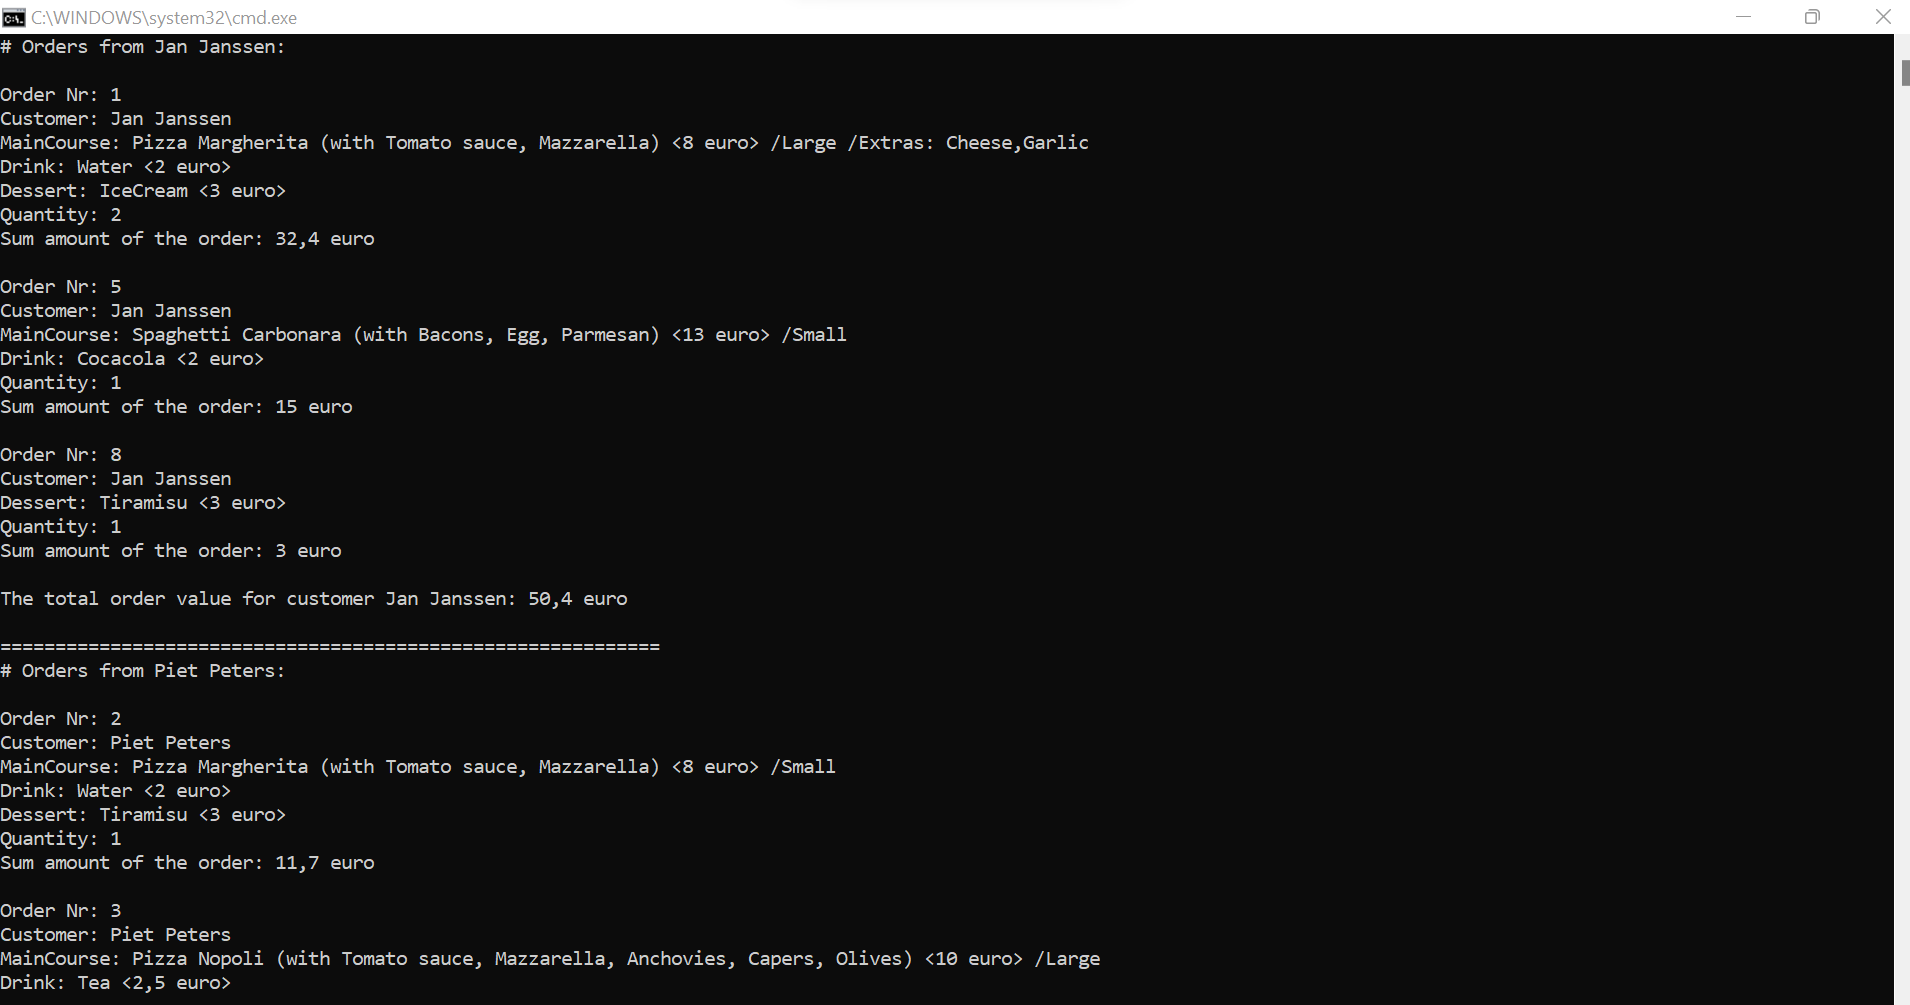 C:\WINDOWS\system32\cmd.exe
# Orders from Jan Janssen:
Order Nr: 1
Customer: Jan Janssen
MainCourse: Pizza Margherita (with Tomato sauce, Mazzarella) <8 euro> /Large /Extras: Cheese,Garlic
Drink: Water <2 euro>
Dessert: IceCream <3 euro>
Quantity: 2
Sum amount of the order: 32,4 euro
Order Nr: 5
Customer: Jan Janssen
MainCourse: Spaghetti Carbonara (with Bacons, Egg, Parmesan) <13 euro> /Small
Drink: Cocacola <2 euro>
Quantity: 1
Sum amount of the order: 15 euro
Order Nr: 8
Customer: Jan Janssen
Dessert: Tiramisu <3 euro>
Quantity: 1
Sum amount of the order: 3 euro
The total order value for customer Jan Janssen: 50,4 euro
============================================================
# Orders from Piet Peters:
Order Nr: 2
Customer: Piet Peters
MainCourse: Pizza Margherita (with Tomato sauce, Mazzarella) <8 euro> /Small
Drink: Water <2 euro>
Dessert: Tiramisu <3 euro>
Quantity: 1
Sum amount of the order: 11,7 euro
Order Nr: 3
Customer: Piet Peters
MainCourse: Pizza Nopoli (with Tomato sauce, Mazzarella, Anchovies, Capers, Olives) <10 euro> /Large
Drink: Tea <2,5 euro>